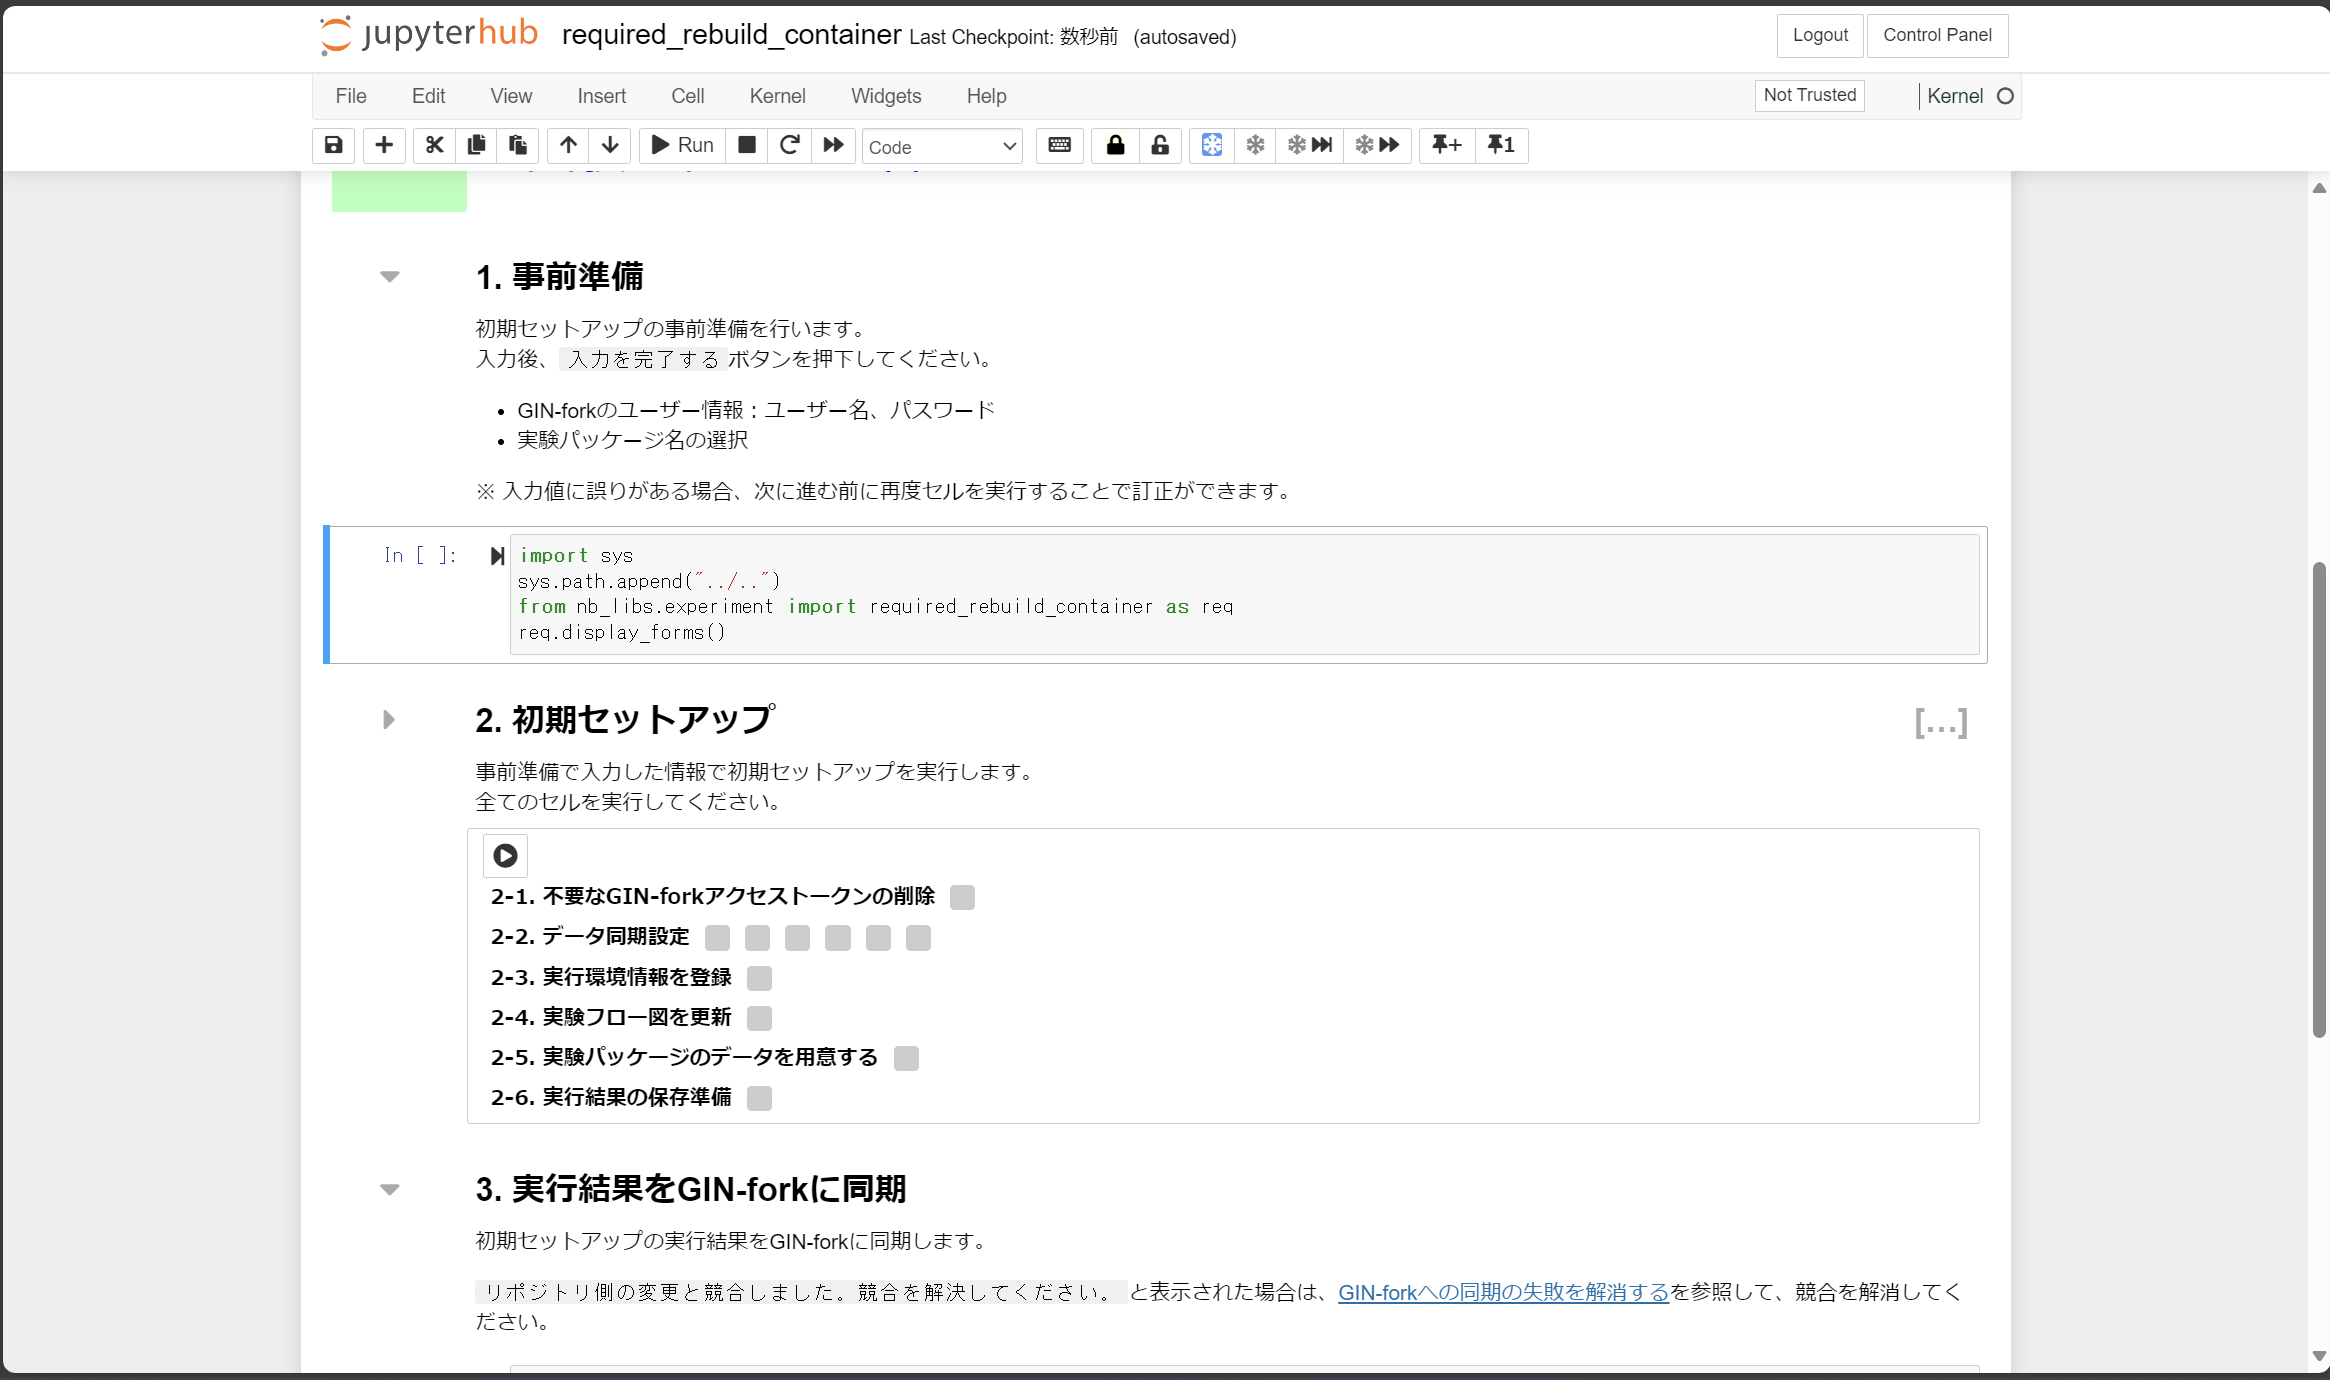 jupyterhub required_rebuild_container Last Checkpoint: 数秒前 (autosaved) Logout Control Panel
File Edit View Insert Cell Kernel Widgets Help Not Trusted Kernel
Run Code 1
1. 事前準備
初期セットアップの事前準備を行います。
入力後、 入力を完了する ボタンを押下してください。
• GIN-forkのユーザー情報：ユーザー名、パスワード
• 実験パッケージ名の選択
※ 入力値に誤りがある場合、次に進む前に再度セルを実行することで訂正ができます。
In [ ]: import sys
sys.path.append("../..")
from nb_libs.experiment import required_rebuild_container as req
req.display_forms()
2. 初期セットアップ [...]
事前準備で入力した情報で初期セットアップを実行します。
全てのセルを実行してください。
2-1. 不要なGIN-forkアクセストークンの削除
2-2. データ同期設定
2-3. 実行環境情報を登録
2-4. 実験フロー図を更新
2-5. 実験パッケージのデータを用意する
2-6. 実行結果の保存準備
3. 実行結果をGIN-forkに同期
初期セットアップの実行結果をGIN-forkに同期します。
リポジトリ側の変更と競合しました。競合を解決してください。 と表示された場合は、GIN-forkへの同期の失敗を解消するを参照して、競合を解消してく
ださい。